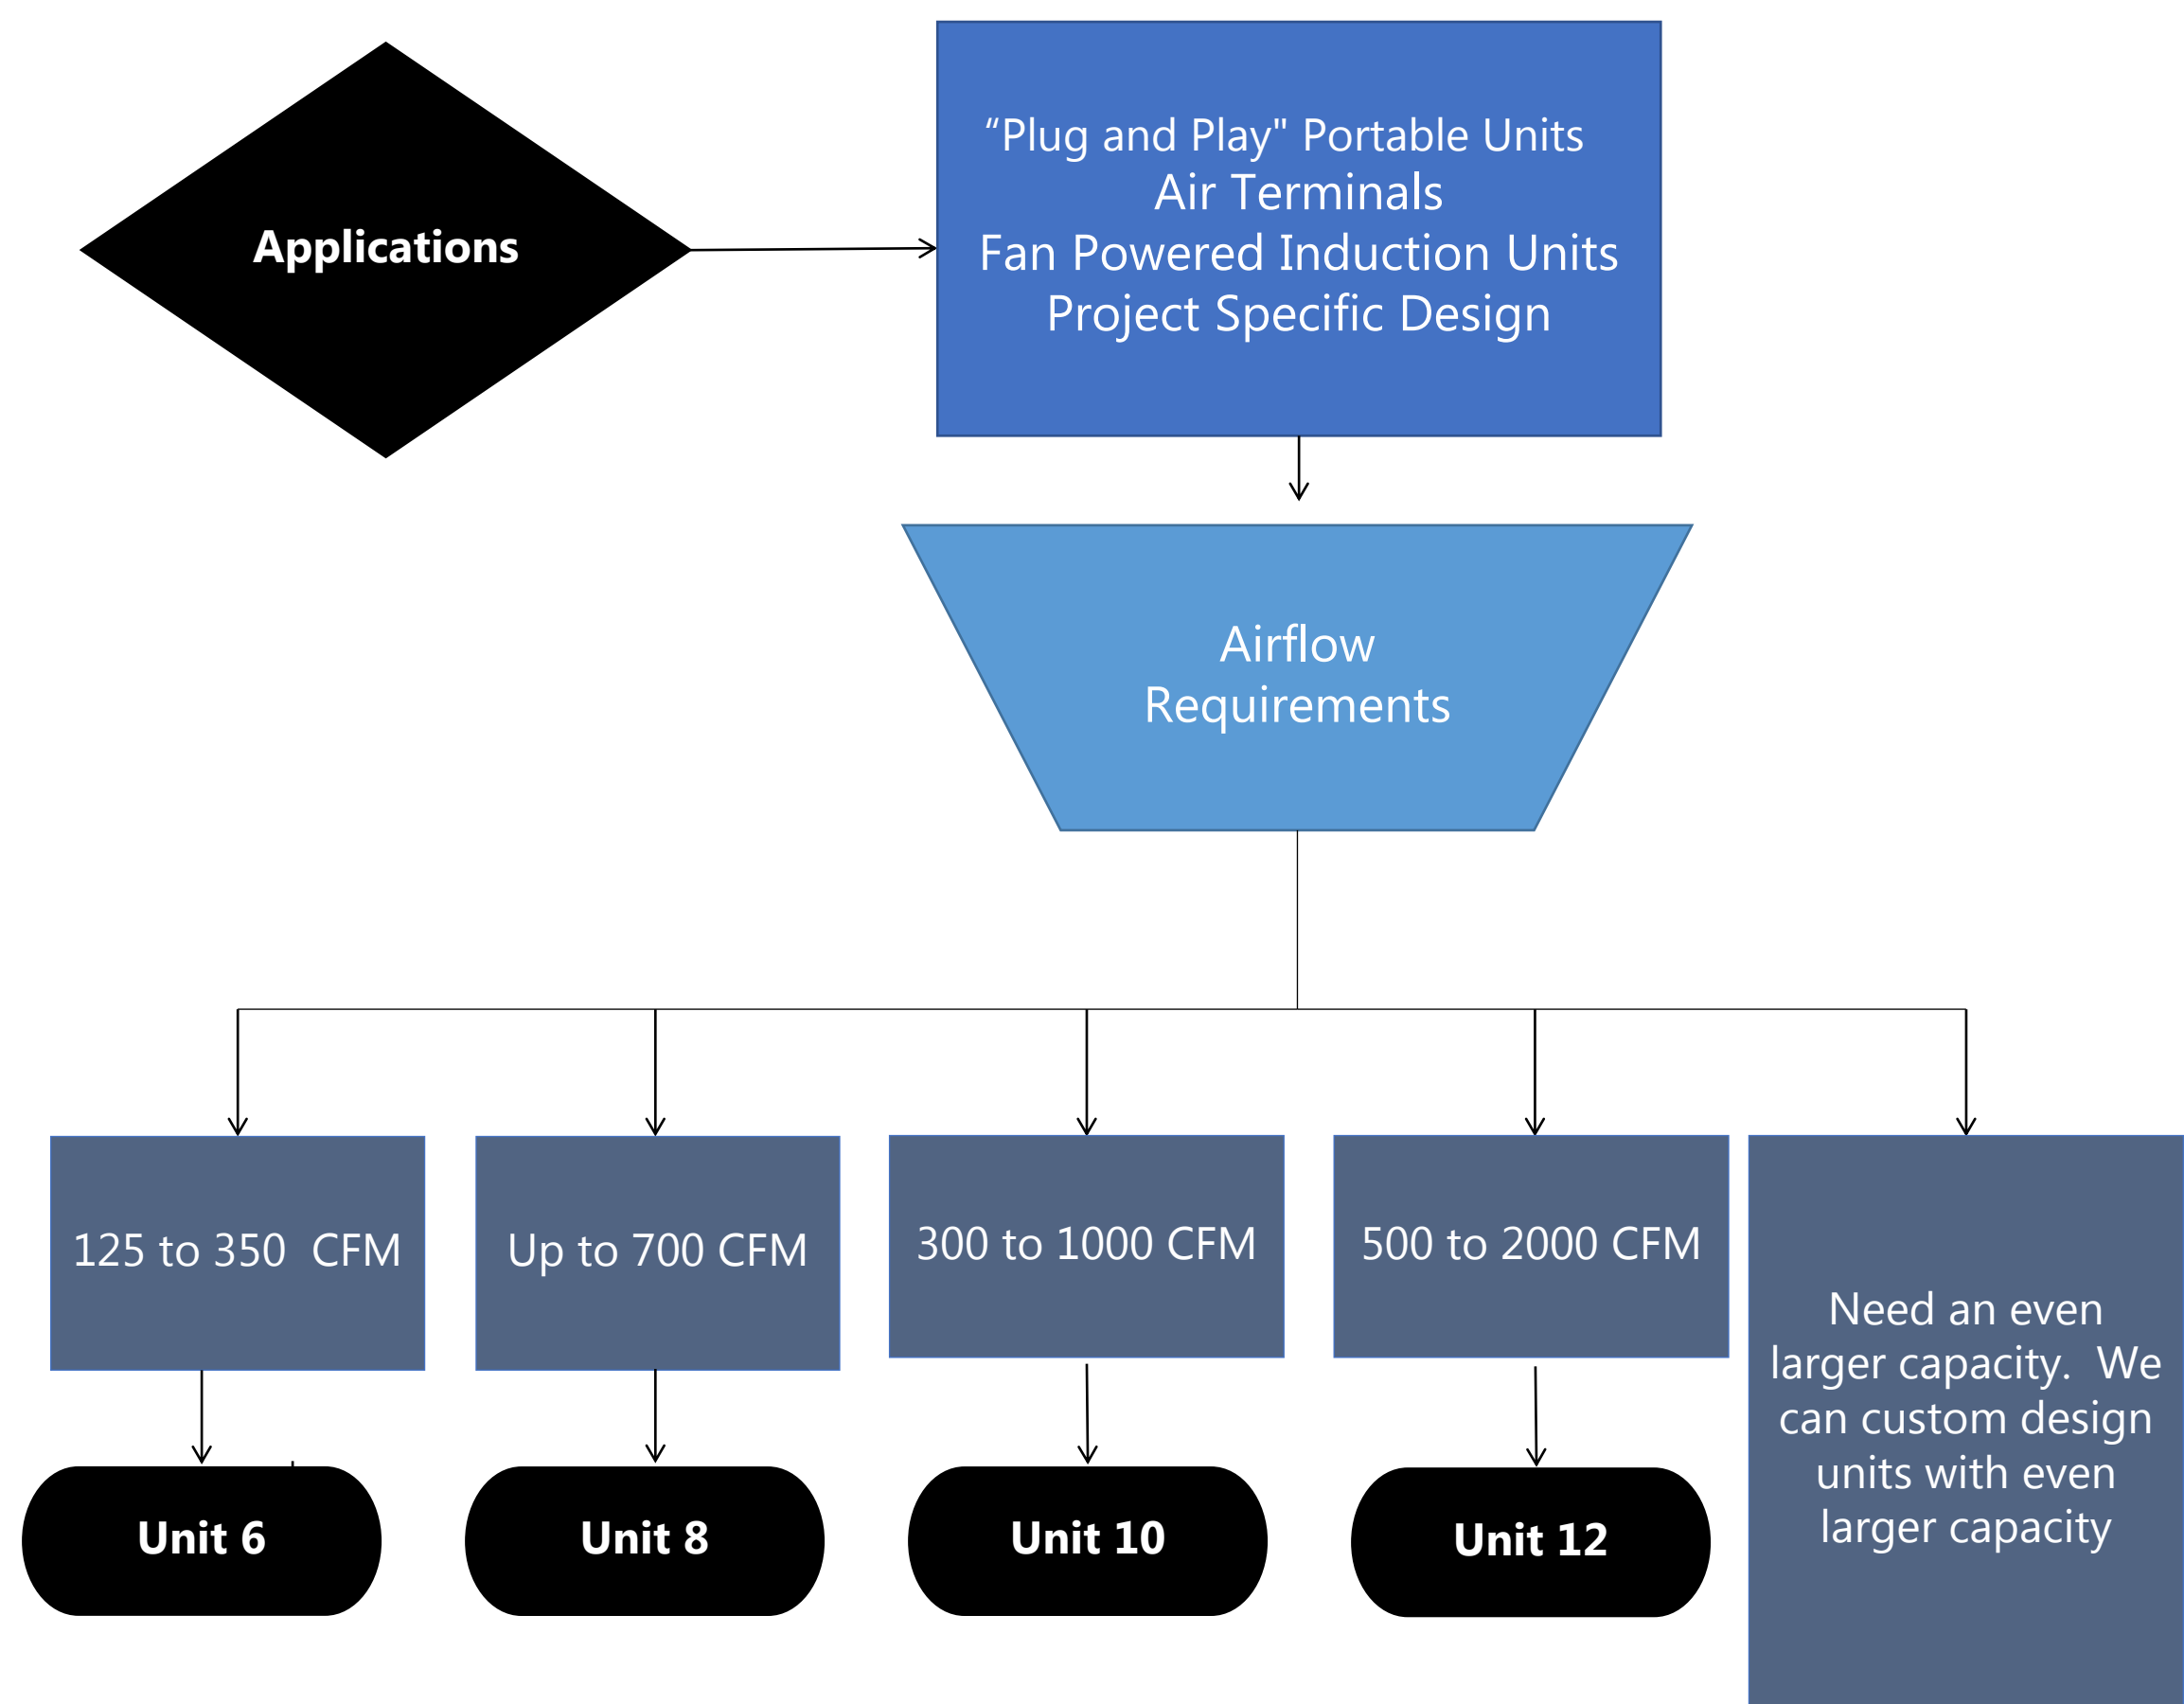 Applications
“Plug and Play" Portable Units
Air Terminals
Fan Powered Induction Units
Project Specific Design
Airflow
Requirements
125 to 350  CFM
Up to 700 CFM
300 to 1000 CFM
500 to 2000 CFM
Need an even
larger capacity.  We
can custom design
units with even
larger capacity
Unit 6
Unit 8
Unit 10
Unit 12